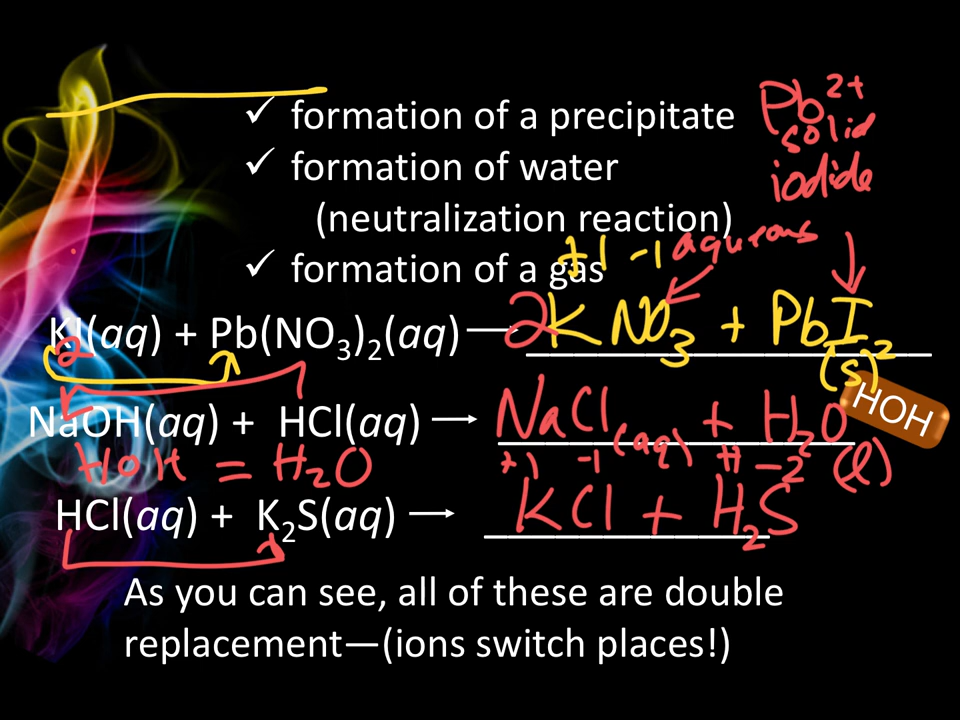 ✓ formation of a precipitate Pb²⁺
solid
✓ formation of water iodide
(neutralization reaction)
aqueous
✓ formation of a gas +1 -1
KI(aq) + Pb(NO₃)₂(aq) → 2KNO₃ + PbI₂
2 (s)
NaOH(aq) + HCl(aq) → NaCl(aq) + H₂O(l) HOH
HOH = H₂O +1 -1 +1 -2
HCl(aq) + K₂S(aq) → KCl + H₂S
As you can see, all of these are double
replacement—(ions switch places!)